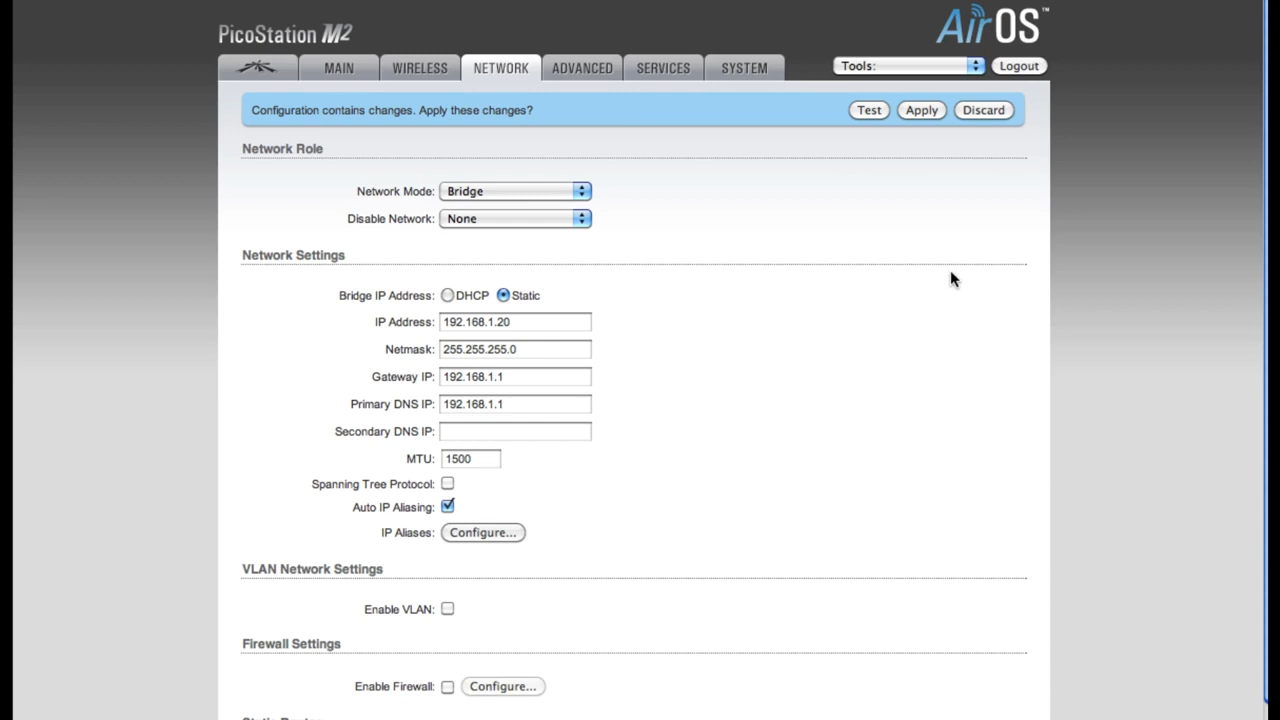 PicoStation M2
AirOS™
MAIN WIRELESS NETWORK ADVANCED SERVICES SYSTEM Tools: Logout
Configuration contains changes. Apply these changes? Test Apply Discard
Network Role
Network Mode: Bridge
Disable Network: None
Network Settings
Bridge IP Address: DHCP Static
IP Address: 192.168.1.20
Netmask: 255.255.255.0
Gateway IP: 192.168.1.1
Primary DNS IP: 192.168.1.1
Secondary DNS IP:
MTU: 1500
Spanning Tree Protocol:
Auto IP Aliasing:
IP Aliases: Configure...
VLAN Network Settings
Enable VLAN:
Firewall Settings
Enable Firewall: Configure...